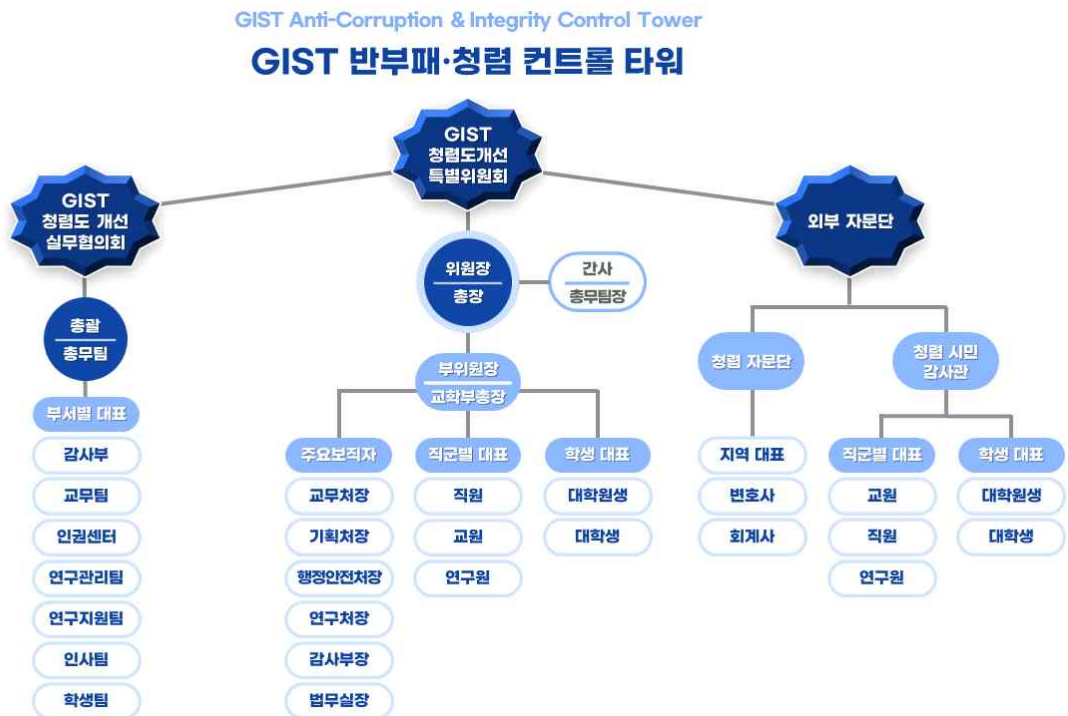 GIST Anti-Corruption & Integrity Control Tower
GIST 반부패·청렴 컨트롤 타워
GIST
청렴도개선
특별위원회
GIST
청렴도 개선
실무협의회
외부 자문단
위원장
총장
간사
총무팀장
총괄
총무팀
부위원장
교학부총장
청렴 자문단
청렴 시민
감사관
부서별 대표
감사부
교무팀
인권센터
연구관리팀
연구지원팀
인사팀
학생팀
주요보직자
교무처장
기획처장
행정안전처장
연구처장
감사부장
법무실장
직군별 대표
직원
교원
연구원
학생 대표
대학원생
대학생
지역 대표
변호사
회계사
직군별 대표
교원
직원
연구원
학생 대표
대학원생
대학생